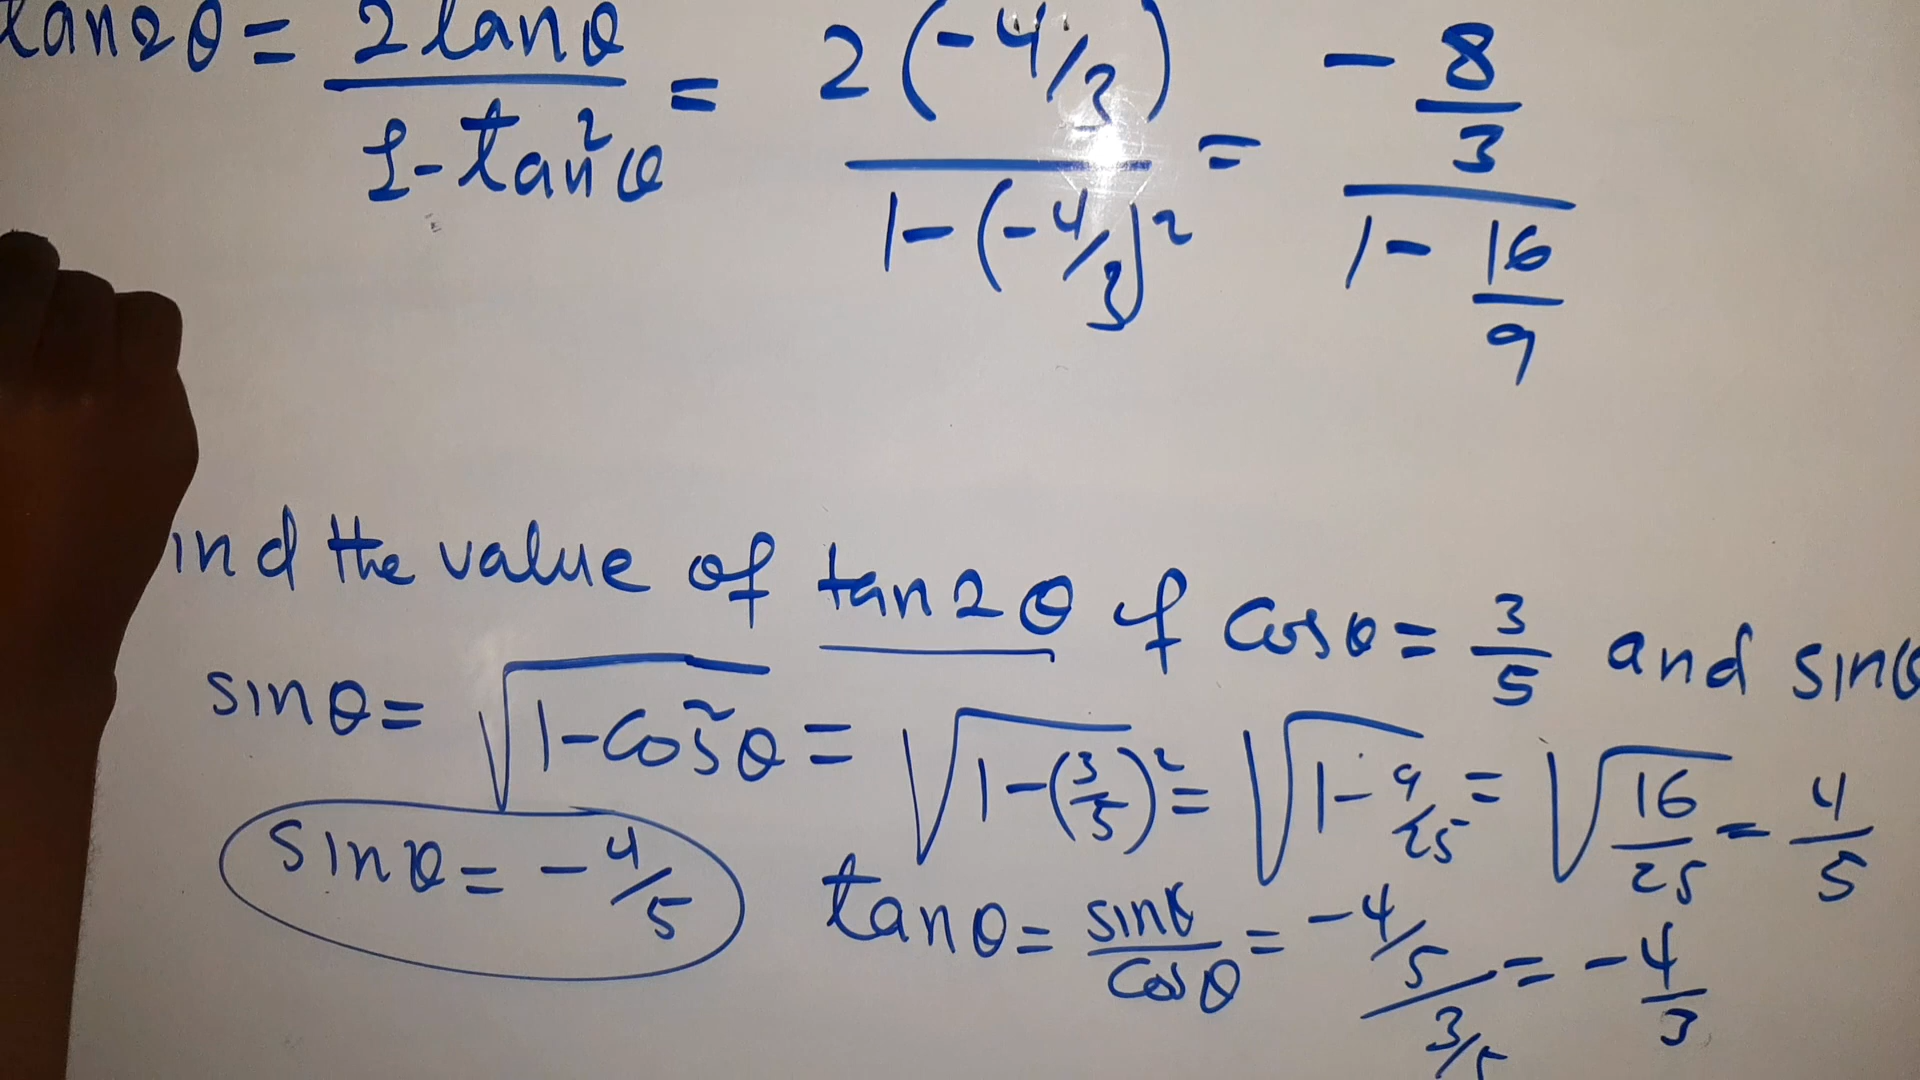 tan2θ = 2tanθ / 1-tan²θ = 2(-4/3) / 1-(-4/3)² = -8/3 / 1-16/9
ind the value of tan2θ if cosθ = 3/5 and sinθ
sinθ = √1-cos²θ = √1-(3/5)² = √1-9/25 = √16/25 = 4/5
sinθ = -4/5
tanθ = sinθ/cosθ = -4/5/3/5 = -4/3